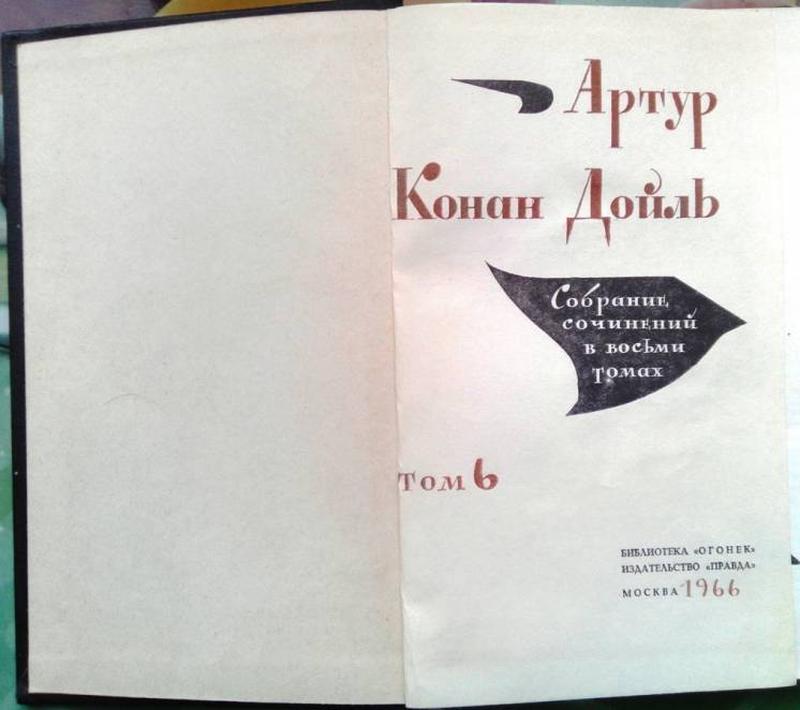 Артур
Конан Дойль
Собрание
сочинений
в восьми
томах
том 6
БИБЛИОТЕКА «ОГОНЕК»
ИЗДАТЕЛЬСТВО «ПРАВДА»
МОСКВА 1966